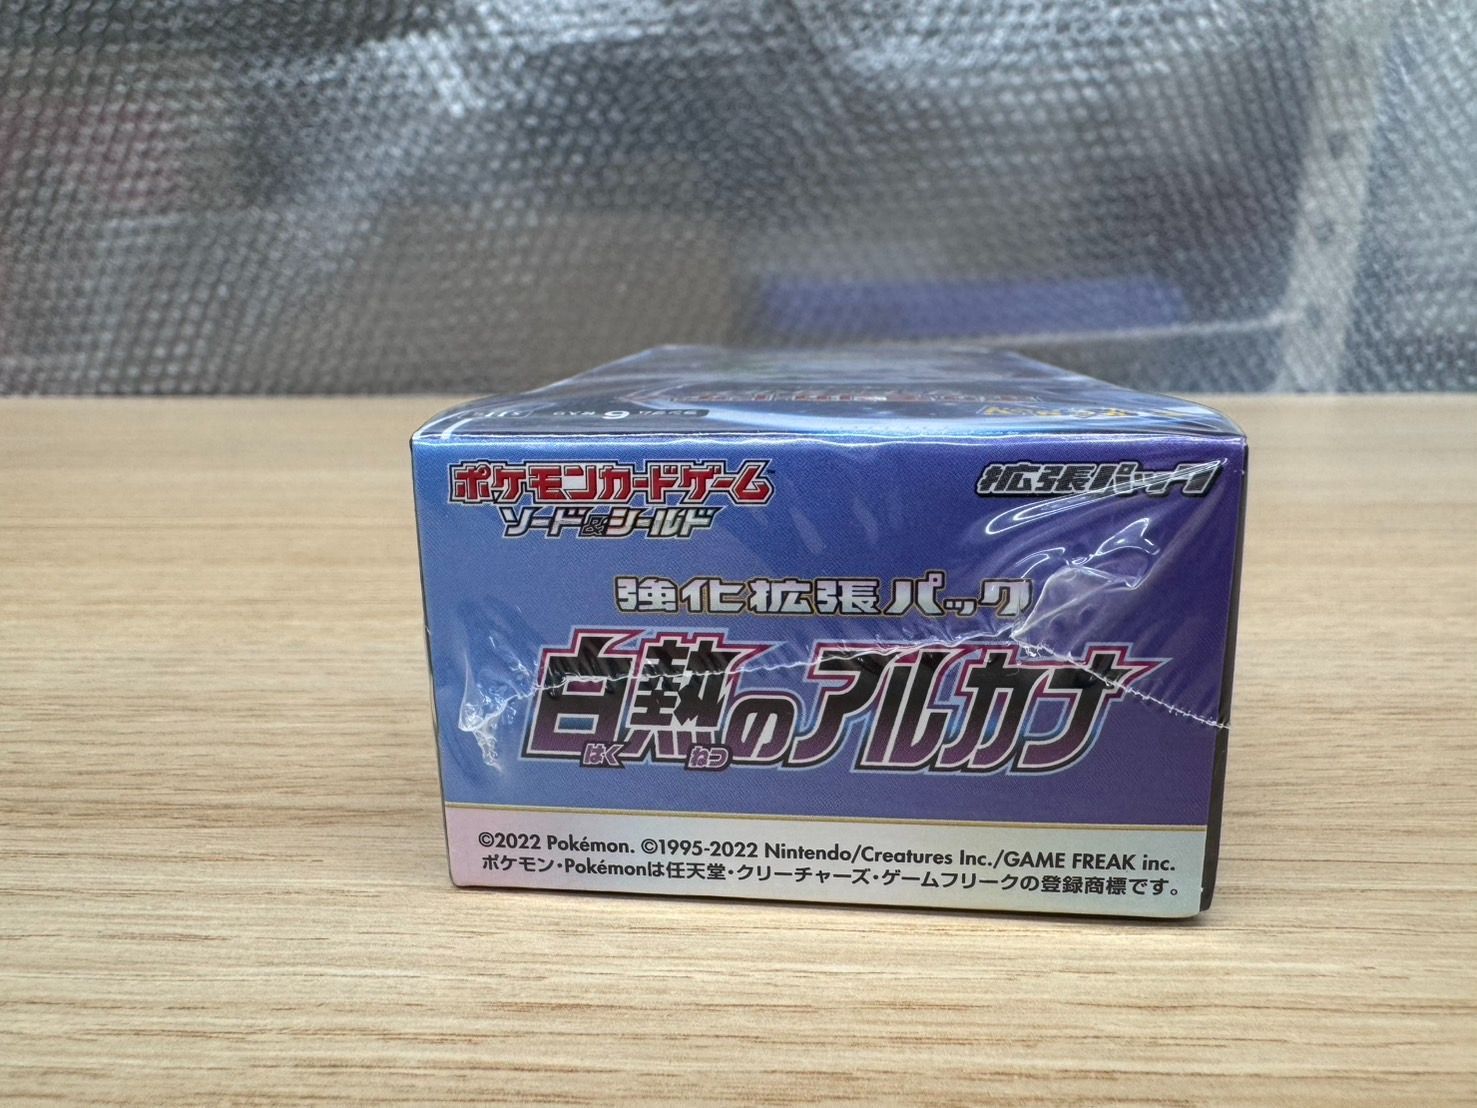 ポケモンカードゲーム
ソード&シールド
拡張パック
強化拡張パック
白熱のアルカナ
はく ねつ
©2022 Pokémon. ©1995-2022 Nintendo/Creatures Inc./GAME FREAK inc.
ポケモン・Pokémonは任天堂・クリーチャーズ・ゲームフリークの登録商標です。